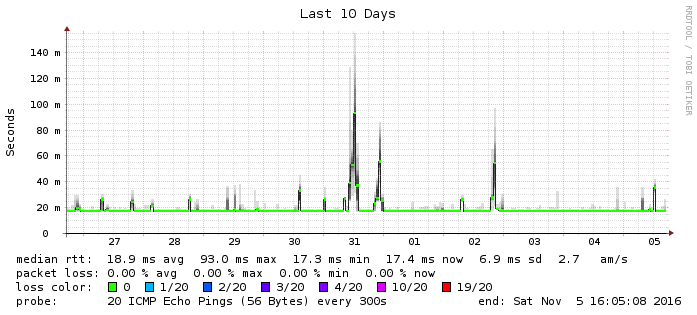 Last 10 Days
RRDTOOL / TOBI OETIKER
Seconds
140 m
120 m
100 m
80 m
60 m
40 m
20 m
0
27 28 29 30 31 01 02 03 04 05
median rtt: 18.9 ms avg 93.0 ms max 17.3 ms min 17.4 ms now 6.9 ms sd 2.7 am/s
packet loss: 0.00 % avg 0.00 % max 0.00 % min 0.00 % now
loss color: 0 1/20 2/20 3/20 4/20 10/20 19/20
probe: 20 ICMP Echo Pings (56 Bytes) every 300s end: Sat Nov 5 16:05:08 2016